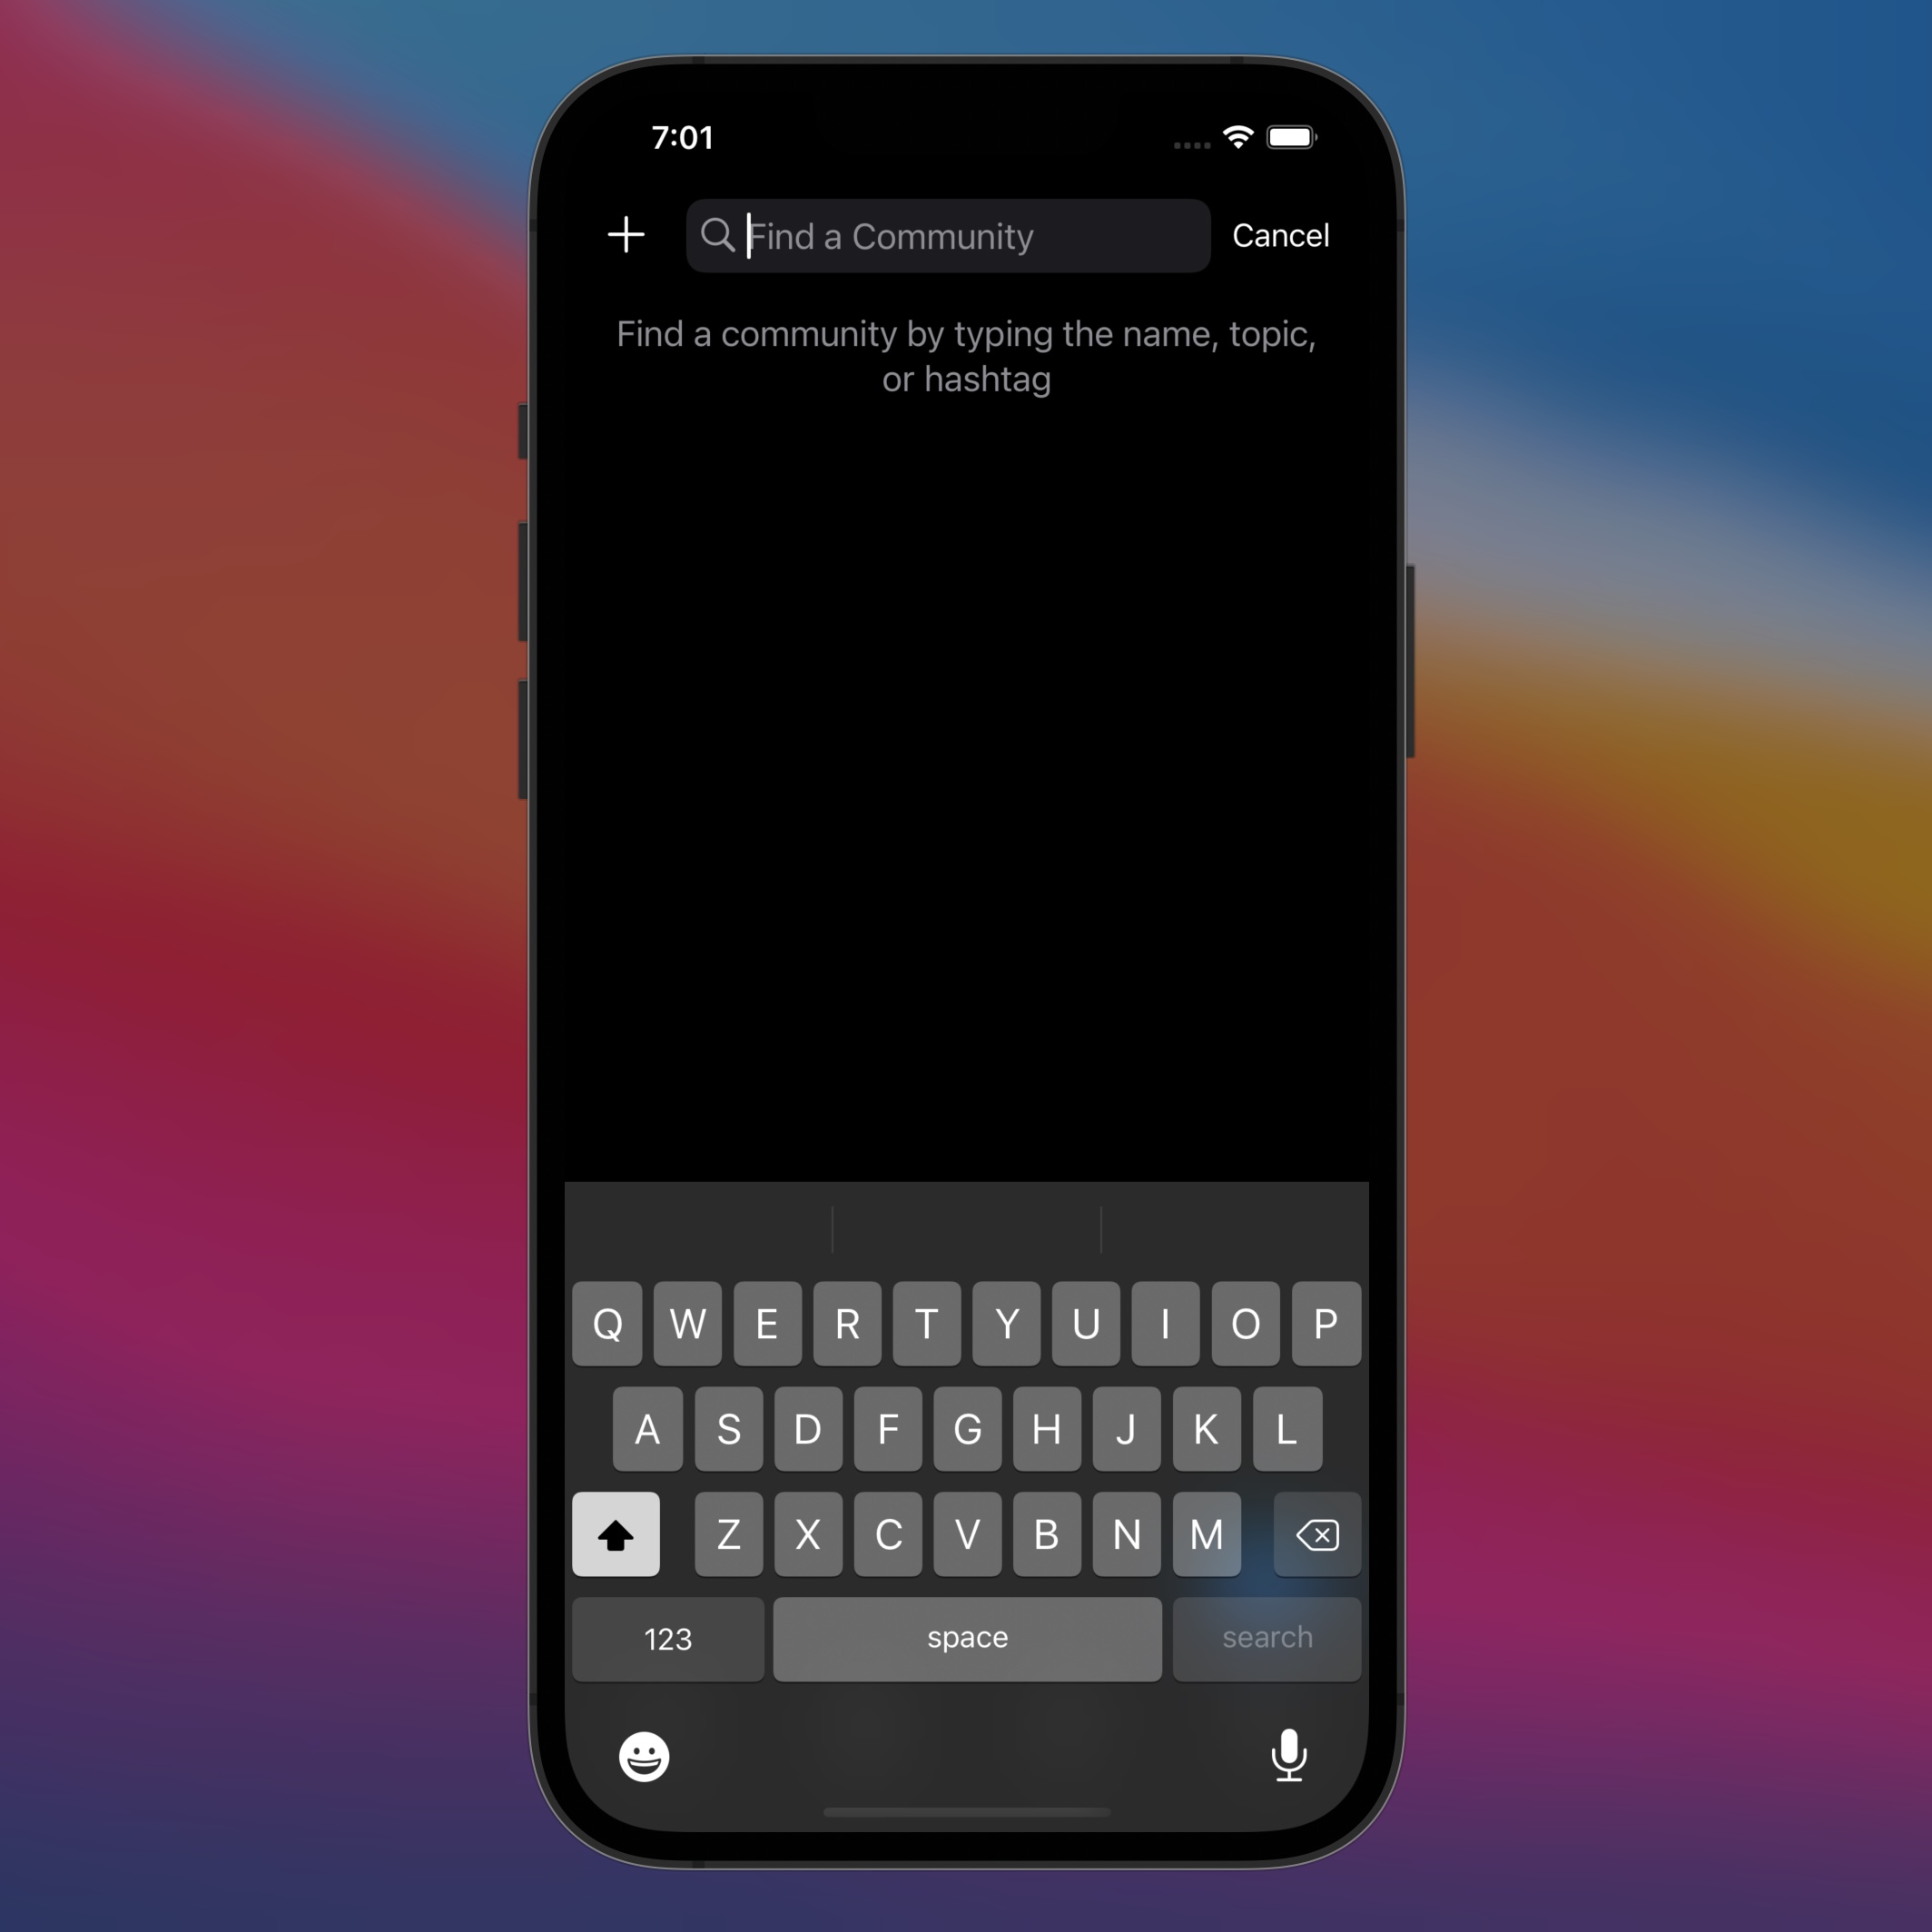 7:01
Find a Community
Cancel
Find a community by typing the name, topic,
or hashtag
Q W E R T Y U I O P
A S D F G H J K L
Z X C V B N M
123 space search